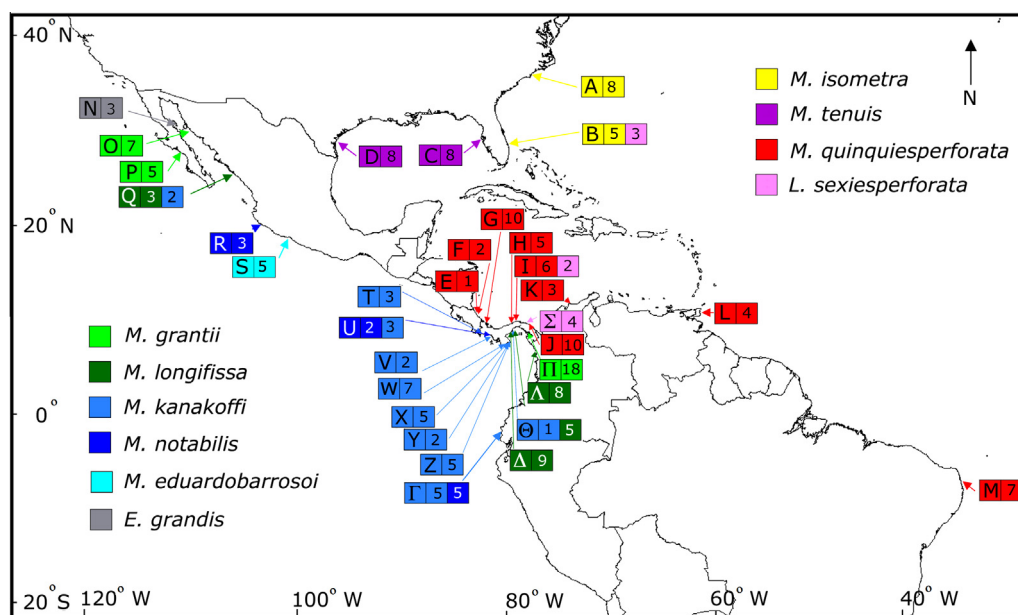 40° N
N 3
O 7
P 5
Q 3 2
R 3
S 5
D 8
C 8
A 8
B 5 3
M. isometra
M. tenuis
M. quinquiesperforata
L. sexiesperforata
N
20° N
G 10
F 2
H 5
I 6 2
E 1
K 3
T 3
L 4
U 2 3
Σ 4
J 10
V 2
Π 18
W 7
Λ 8
X 5
Y 2
Θ 1 5
Z 5
Δ 9
Γ 5 5
M 7
M. grantii
M. longifissa
M. kanakoffi
M. notabilis
M. eduardobarrosoi
E. grandis
0°
20° S
120° W
100° W
80° W
60° W
40° W